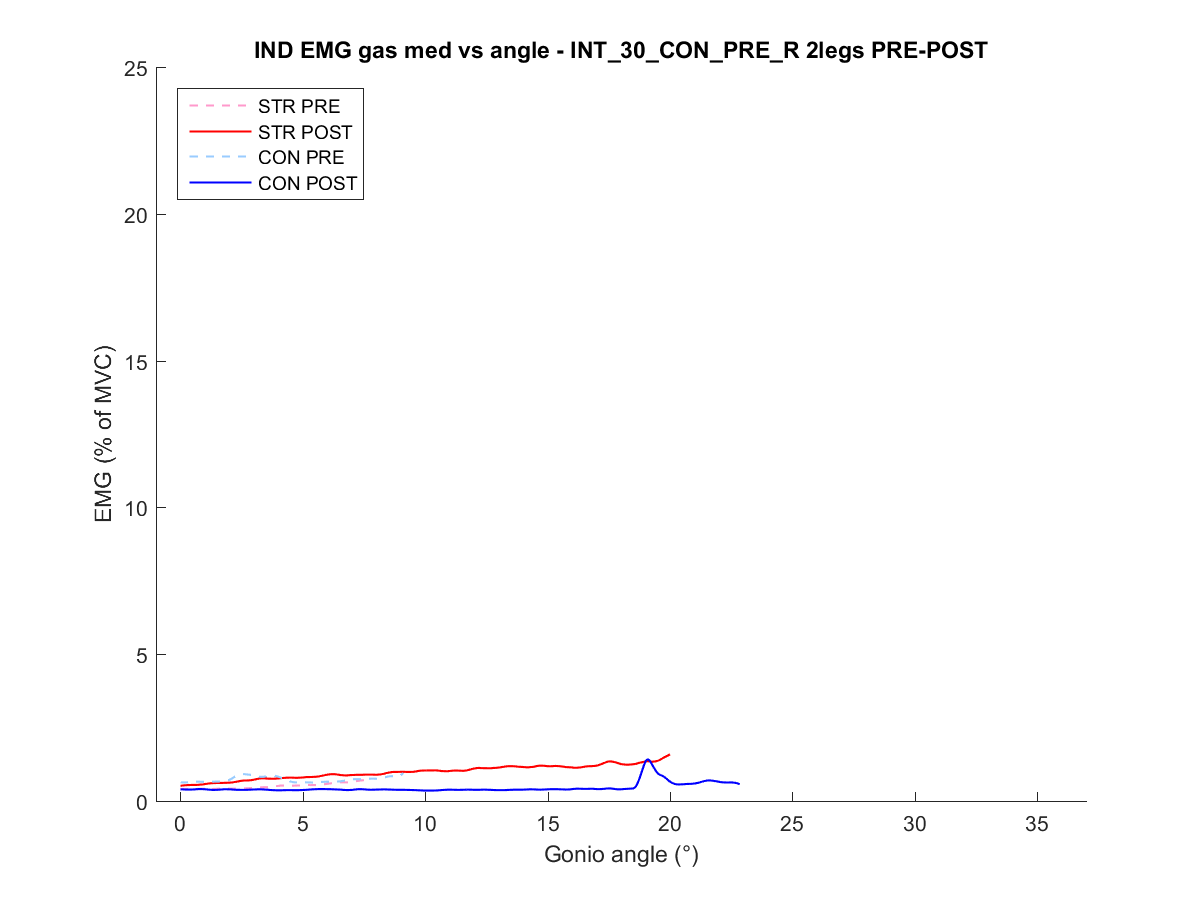 IND EMG gas med vs angle - INT_30_CON_PRE_R 2legs PRE-POST
25
STR PRE
STR POST
CON PRE
CON POST
20
15
10
5
0
EMG (% of MVC)
0 5 10 15 20 25 30 35
Gonio angle (°)